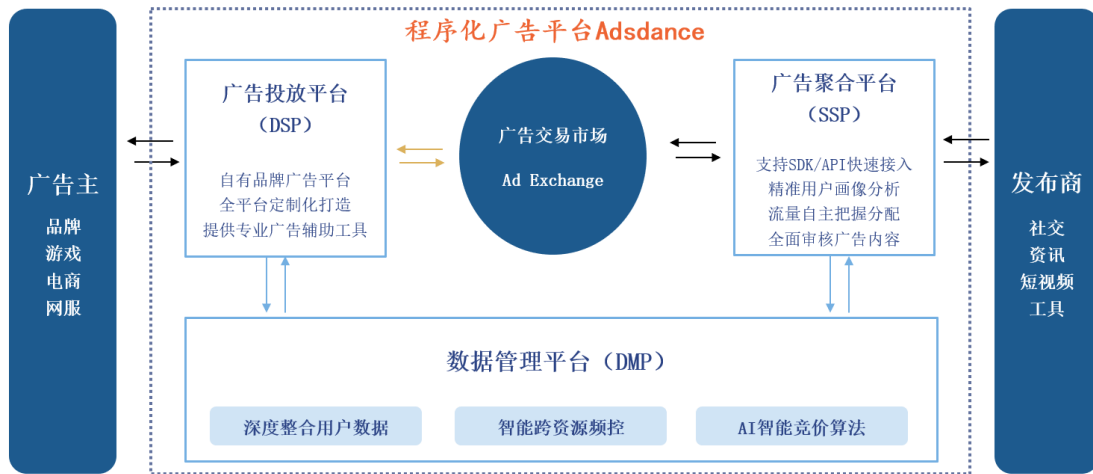 程序化广告平台Adsdance
广告主
品牌
游戏
电商
网服
广告投放平台
（DSP）
自有品牌广告平台
全平台定制化打造
提供专业广告辅助工具
广告交易市场
Ad Exchange
广告聚合平台
（SSP）
支持SDK/API快速接入
精准用户画像分析
流量自主把握分配
全面审核广告内容
发布商
社交
资讯
短视频
工具
数据管理平台（DMP）
深度整合用户数据
智能跨资源频控
AI智能竞价算法